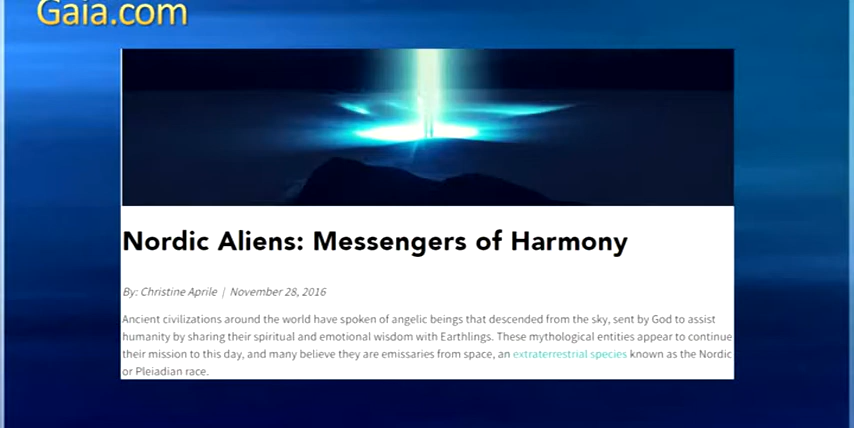 Gaia.com
Nordic Aliens: Messengers of Harmony
By: Christine Aprile | November 28, 2016
Ancient civilizations around the world have spoken of angelic beings that descended from the sky, sent by God to assist
humanity by sharing their spiritual and emotional wisdom with Earthlings. These mythological entities appear to continue
their mission to this day, and many believe they are emissaries from space, an extraterrestrial species known as the Nordic
or Pleiadian race.